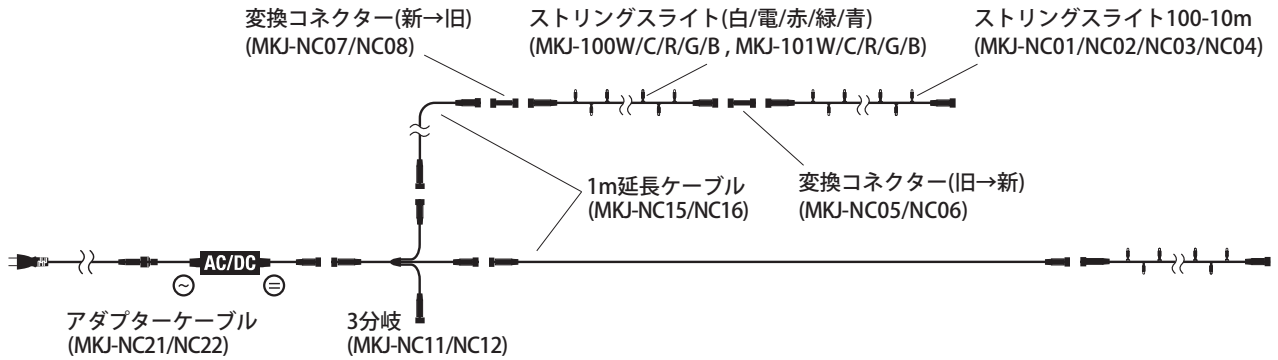 変換コネクター(新→旧)
(MKJ-NC07/NC08)
ストリングスライト(白/電/赤/緑/青)
(MKJ-100W/C/R/G/B , MKJ-101W/C/R/G/B)
ストリングスライト100-10m
(MKJ-NC01/NC02/NC03/NC04)
1m延長ケーブル
(MKJ-NC15/NC16)
変換コネクター(旧→新)
(MKJ-NC05/NC06)
AC/DC
~ =
アダプターケーブル
(MKJ-NC21/NC22)
3分岐
(MKJ-NC11/NC12)